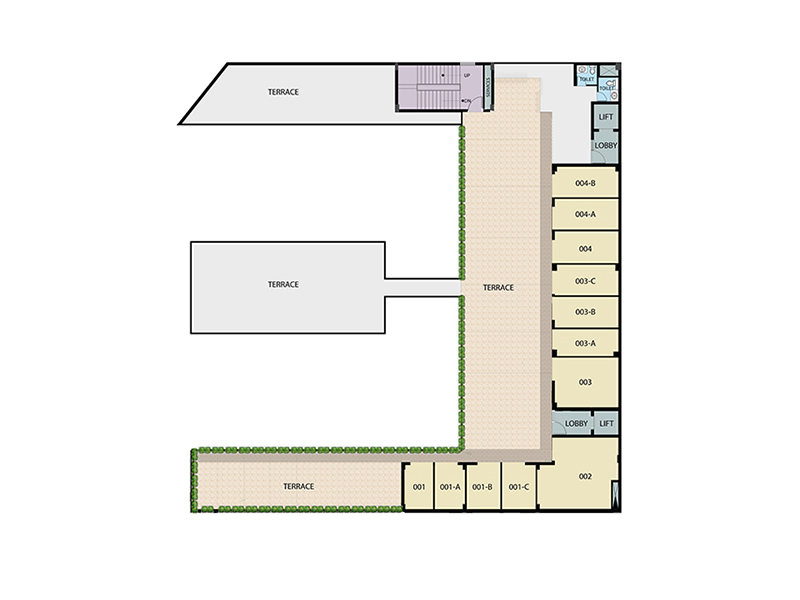 UP
TOILET
TERRACE
SERVICES
TOILET
DN
LIFT
LOBBY
004-B
004-A
004
003-C
TERRACE
TERRACE
003-B
003-A
003
LOBBY
LIFT
002
TERRACE
001
001-A
001-B
001-C